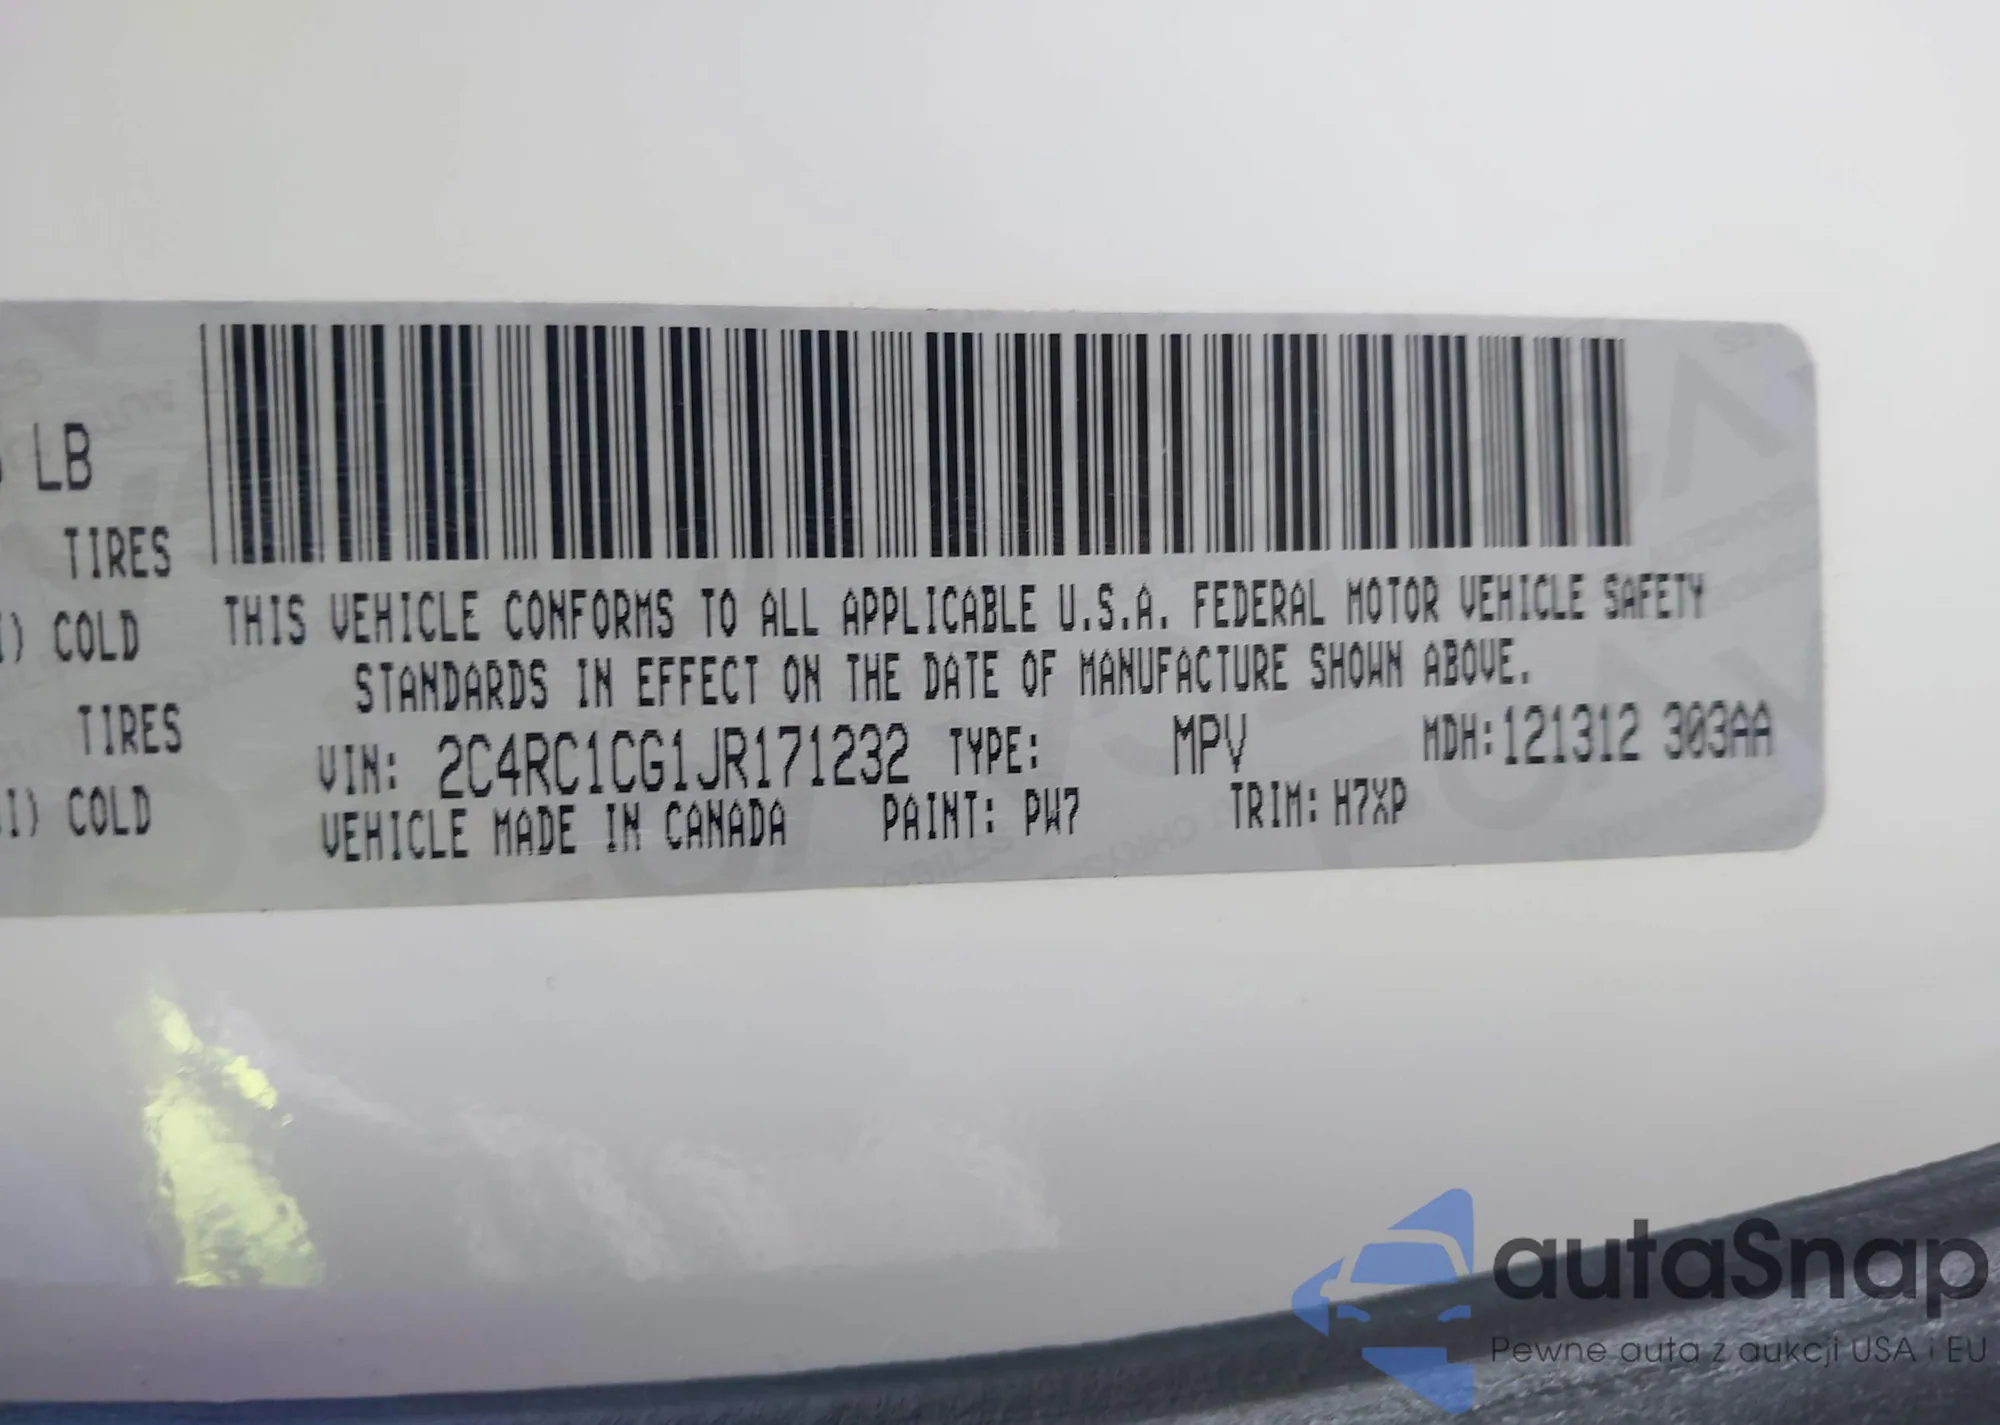 LB
TIRES
COLD
TIRES
COLD
THIS VEHICLE CONFORMS TO ALL APPLICABLE U.S.A. FEDERAL MOTOR VEHICLE SAFETY
STANDARDS IN EFFECT ON THE DATE OF MANUFACTURE SHOWN ABOVE.
VIN: 2C4RC1CG1JR171232 TYPE: MPV MDH:121312 303AA
VEHICLE MADE IN CANADA PAINT: PW7 TRIM: H7XP
autaSnap
Pewne auta z aukcji USA i EU